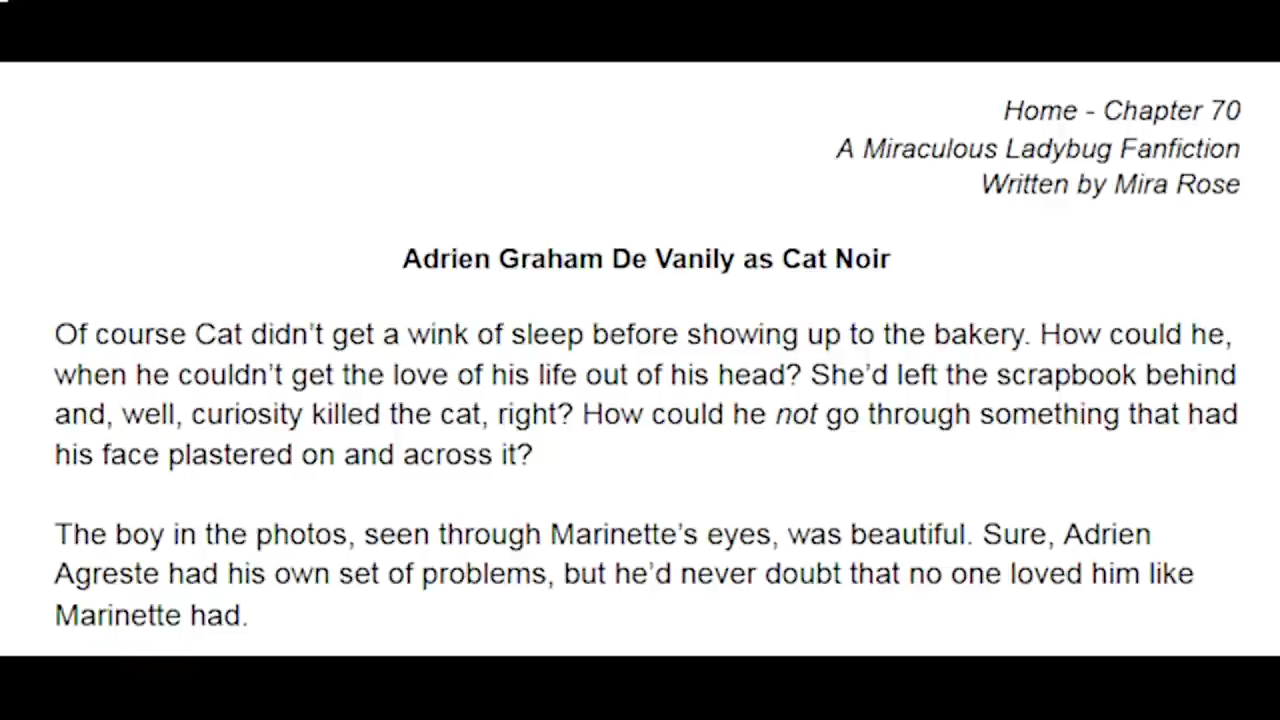 Home - Chapter 70
A Miraculous Ladybug Fanfiction
Written by Mira Rose
Adrien Graham De Vanily as Cat Noir
Of course Cat didn’t get a wink of sleep before showing up to the bakery. How could he,
when he couldn’t get the love of his life out of his head? She’d left the scrapbook behind
and, well, curiosity killed the cat, right? How could he not go through something that had
his face plastered on and across it?
The boy in the photos, seen through Marinette’s eyes, was beautiful. Sure, Adrien
Agreste had his own set of problems, but he’d never doubt that no one loved him like
Marinette had.